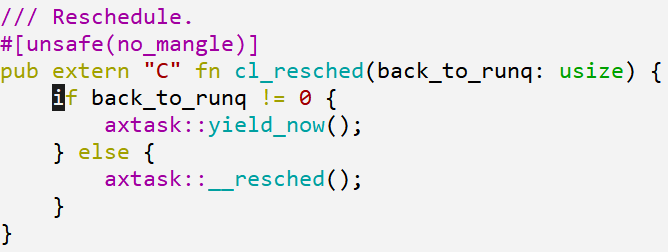 /// Reschedule.
#[unsafe(no_mangle)]
pub extern "C" fn cl_resched(back_to_runq: usize) {
    if back_to_runq != 0 {
        axtask::yield_now();
    } else {
        axtask::__resched();
    }
}